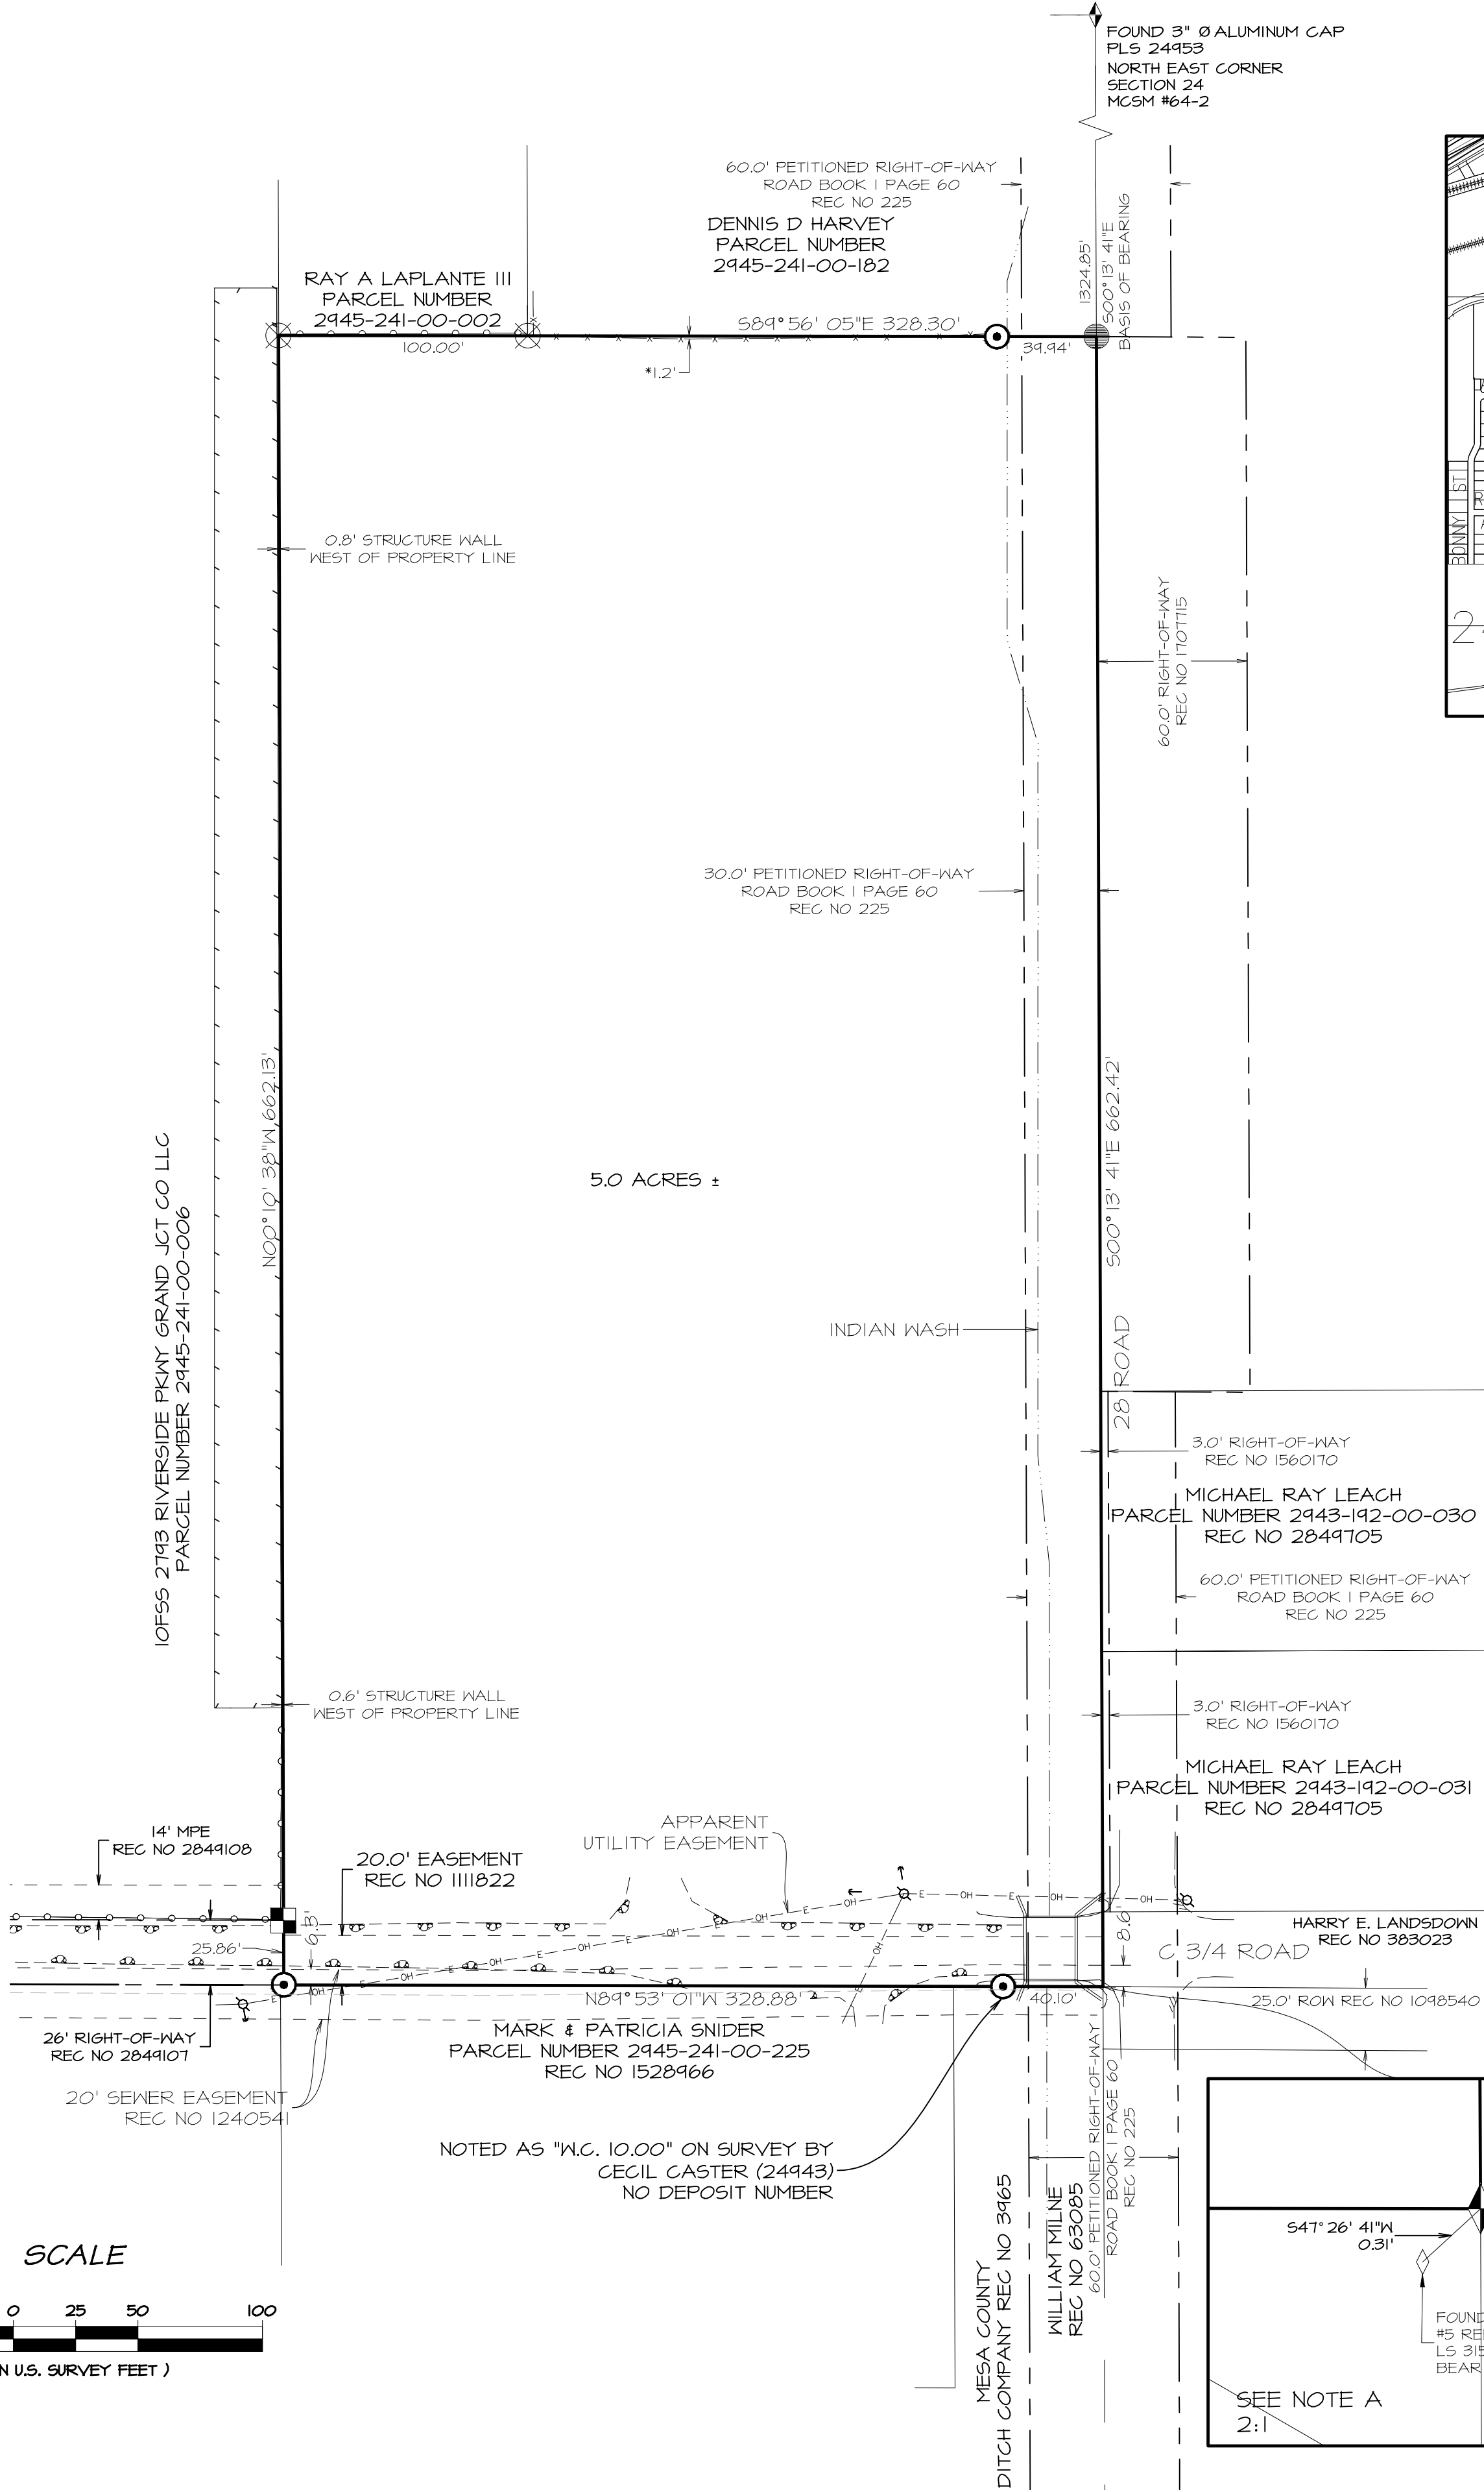 FOUND 3" Ø ALUMINUM CAP
PLS 24953
NORTH EAST CORNER
SECTION 24
MCSM #64-2
60.0' PETITIONED RIGHT-OF-WAY
ROAD BOOK 1 PAGE 60
REC NO 225
DENNIS D HARVEY
PARCEL NUMBER
2945-241-00-182
1324.85'
S00°13'41"E
BASIS OF BEARING
RAY A LAPLANTE III
PARCEL NUMBER
2945-241-00-002
100.00'
S89°56'05"E 328.30'
39.94'
*1.2'
BONNY ST
0.8' STRUCTURE WALL
WEST OF PROPERTY LINE
60.0' RIGHT-OF-WAY
REC NO 1707715
30.0' PETITIONED RIGHT-OF-WAY
ROAD BOOK 1 PAGE 60
REC NO 225
N00°10'38"W 662.13'
S00°13'41"E 662.42'
5.0 ACRES ±
IOFSS 2793 RIVERSIDE PKWY GRAND JCT CO LLC
PARCEL NUMBER 2945-241-00-006
INDIAN WASH
28 ROAD
3.0' RIGHT-OF-WAY
REC NO 1560170
MICHAEL RAY LEACH
PARCEL NUMBER 2943-192-00-030
REC NO 2849705
60.0' PETITIONED RIGHT-OF-WAY
ROAD BOOK 1 PAGE 60
REC NO 225
0.6' STRUCTURE WALL
WEST OF PROPERTY LINE
3.0' RIGHT-OF-WAY
REC NO 1560170
MICHAEL RAY LEACH
PARCEL NUMBER 2943-192-00-031
REC NO 2849705
14' MPE
REC NO 2849108
APPARENT
UTILITY EASEMENT
20.0' EASEMENT
REC NO 1111822
25.86'
6.3'
8.6'
C 3/4 ROAD
HARRY E. LANDSDOWN
REC NO 383023
N89°53'01"W 328.88'
40.10'
25.0' ROW REC NO 1098540
26' RIGHT-OF-WAY
REC NO 2849107
MARK & PATRICIA SNIDER
PARCEL NUMBER 2945-241-00-225
REC NO 1528966
20' SEWER EASEMENT
REC NO 1240541
NOTED AS "W.C. 10.00" ON SURVEY BY
CECIL CASTER (24943)
NO DEPOSIT NUMBER
60.0' PETITIONED RIGHT-OF-WAY
ROAD BOOK 1 PAGE 60
REC NO 225
MESA COUNTY
DITCH COMPANY REC NO 3965
WILLIAM MILNE
REC NO 63085
S47°26'41"W
0.31'
FOUND
#5 RE
LS 315
BEAR
SEE NOTE A
2:1
SCALE
0 25 50 100
N U.S. SURVEY FEET )